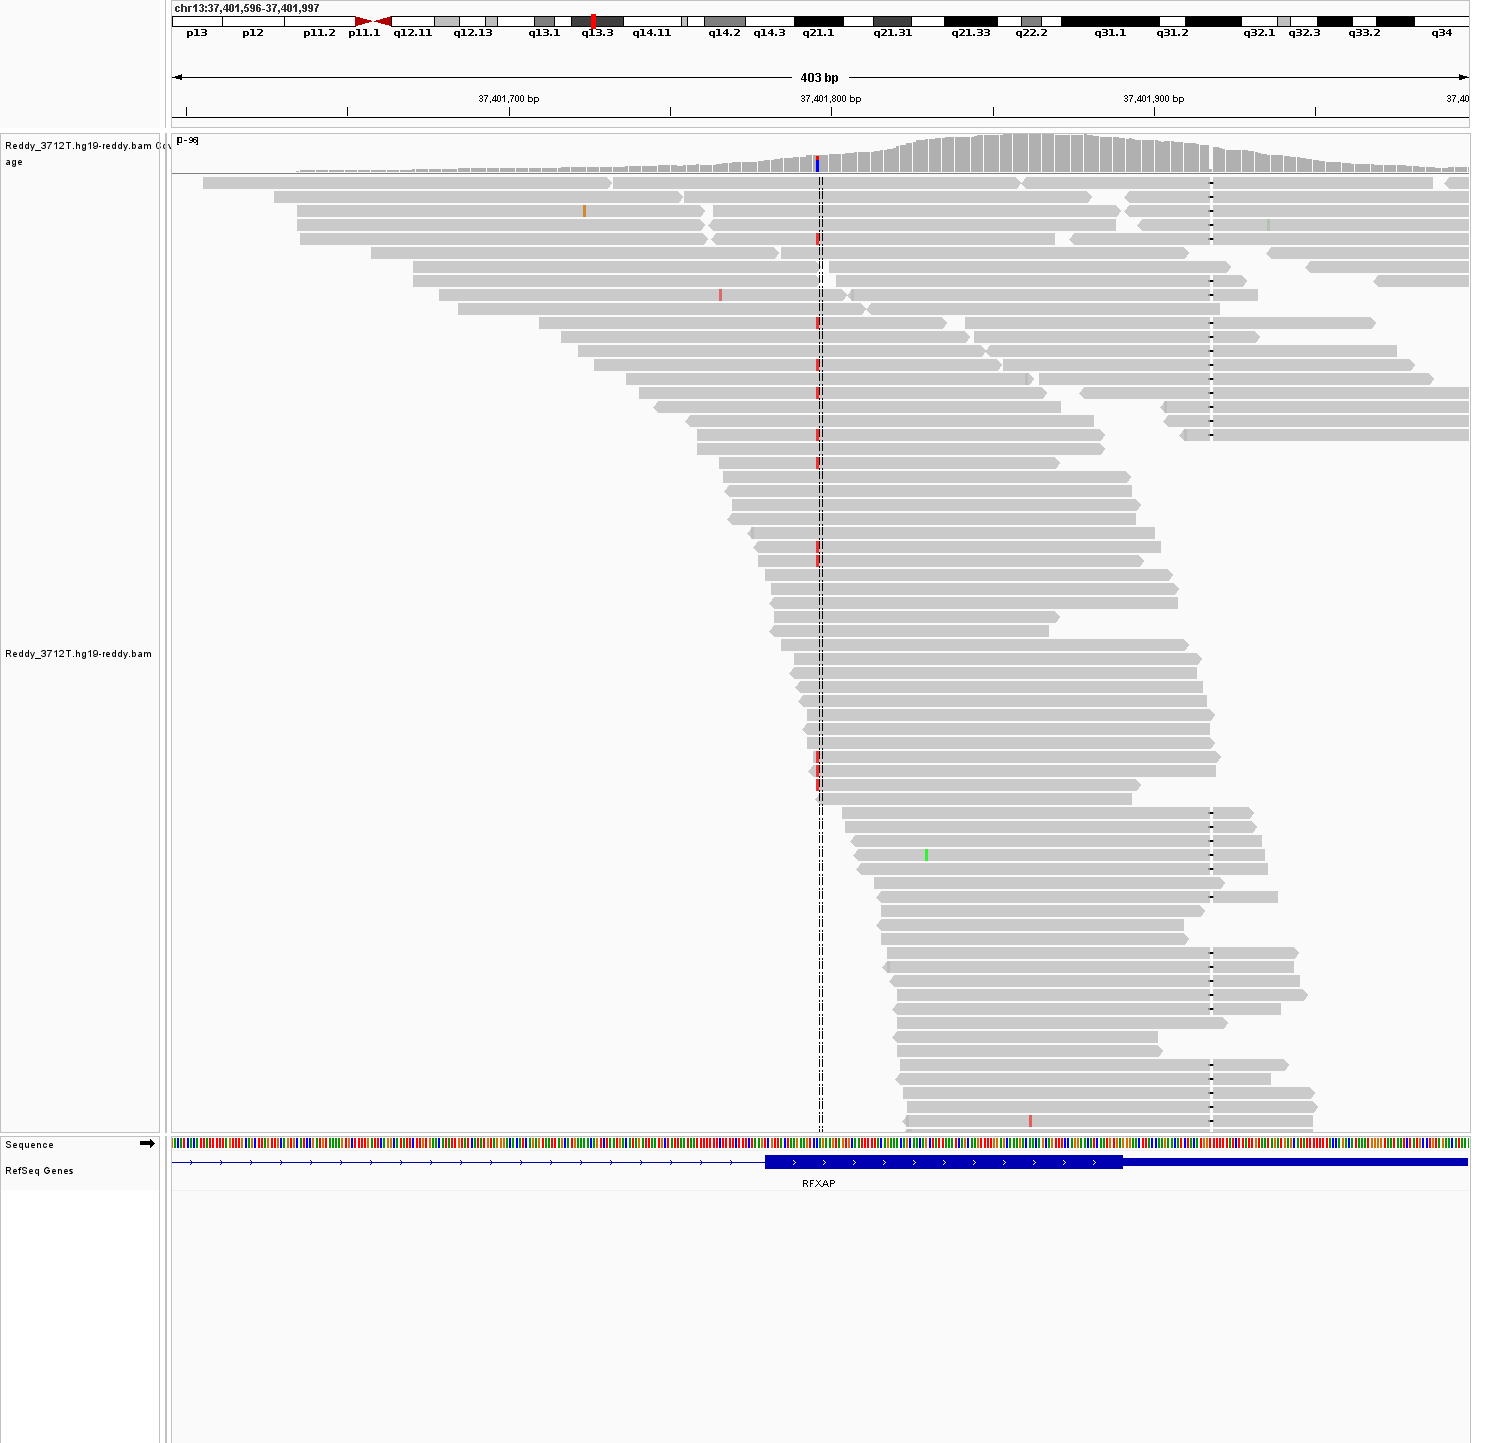 chr13:37,401,596-37,401,997
p13 p12 p11.2 p11.1 q12.11 q12.13 q13.1 q13.3 q14.11 q14.2 q14.3 q21.1 q21.31 q21.33 q22.2 q31.1 q31.2 q32.1 q32.3 q33.2 q34
403 bp
37,401,700 bp 37,401,800 bp 37,401,900 bp 37,40
[0-96]
Reddy_3712T.hg19-reddy.bam Cov
age
Reddy_3712T.hg19-reddy.bam
Sequence
RefSeq Genes
RFXAP